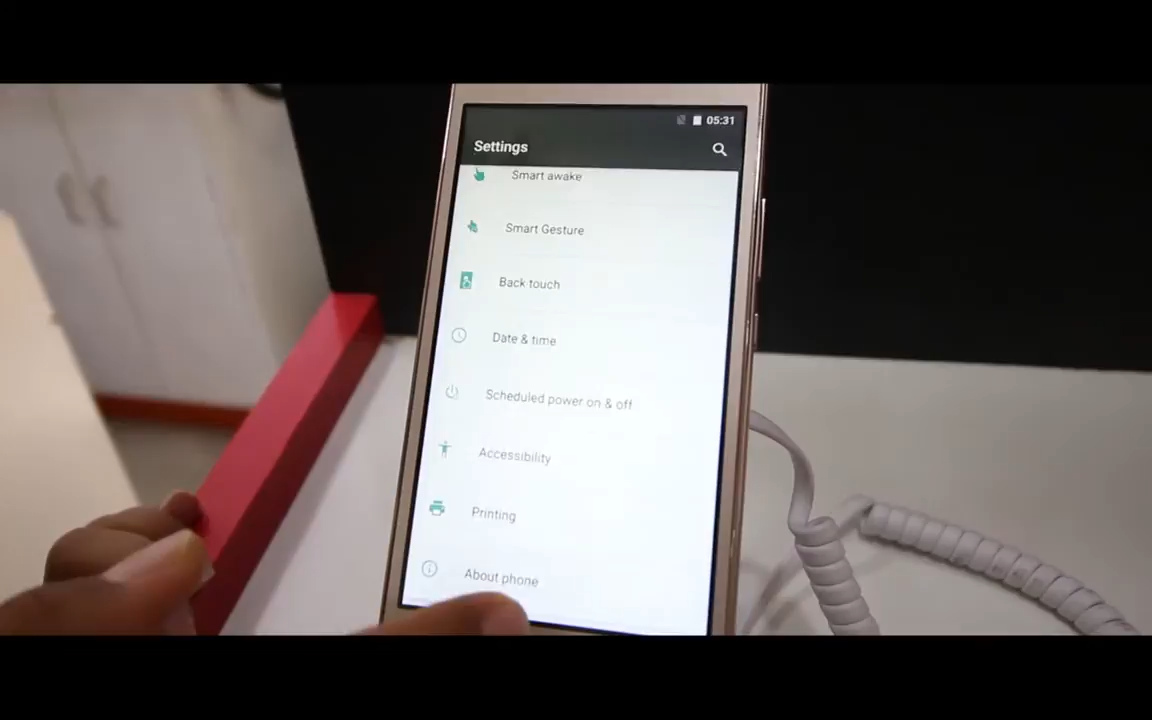 05:31
Settings
Smart awake
Smart Gesture
Back touch
Date & time
Scheduled power on & off
Accessibility
Printing
About phone